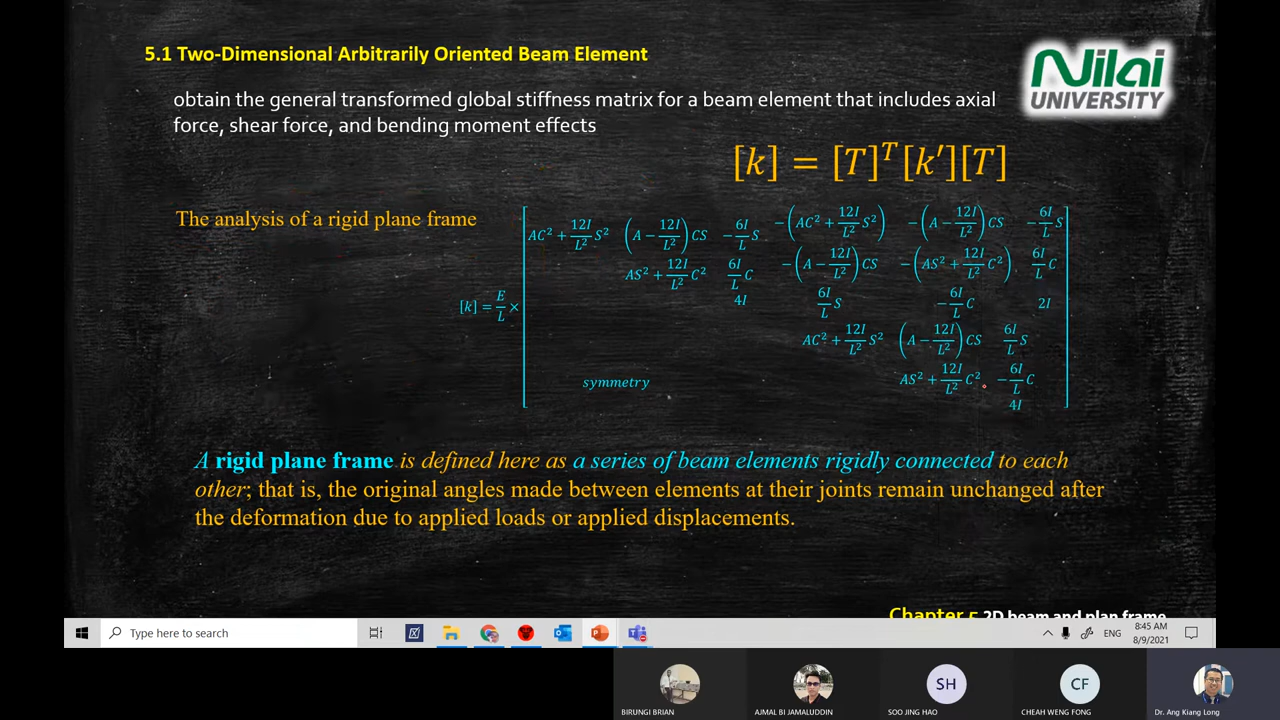 5.1 Two-Dimensional Arbitrarily Oriented Beam Element
Nilai
UNIVERSITY
obtain the general transformed global stiffness matrix for a beam element that includes axial
force, shear force, and bending moment effects
[k] = [T]^T[k′][T]
The analysis of a rigid plane frame
[k] = E/L ×
AC² + 12I/L² S² (A − 12I/L²) CS − 6I/L S −(AC² + 12I/L² S²) −(A − 12I/L²) CS − 6I/L S
AS² + 12I/L² C² 6I/L C −(A − 12I/L²) CS −(AS² + 12I/L² C²) 6I/L C
4I 6I/L S − 6I/L C 2I
AC² + 12I/L² S² (A − 12I/L²) CS 6I/L S
symmetry AS² + 12I/L² C² − 6I/L C
4I
A rigid plane frame is defined here as a series of beam elements rigidly connected to each
other; that is, the original angles made between elements at their joints remain unchanged after
the deformation due to applied loads or applied displacements.
Chapter 5 2D beam and plan frame
Type here to search
ENG
8:45 AM
8/9/2021
SH
CF
BIRUNGI BRIAN
AJMAL BI JAMALUDDIN
SOO JING HAO
CHEAH WENG FONG
Dr. Ang Kiang Long